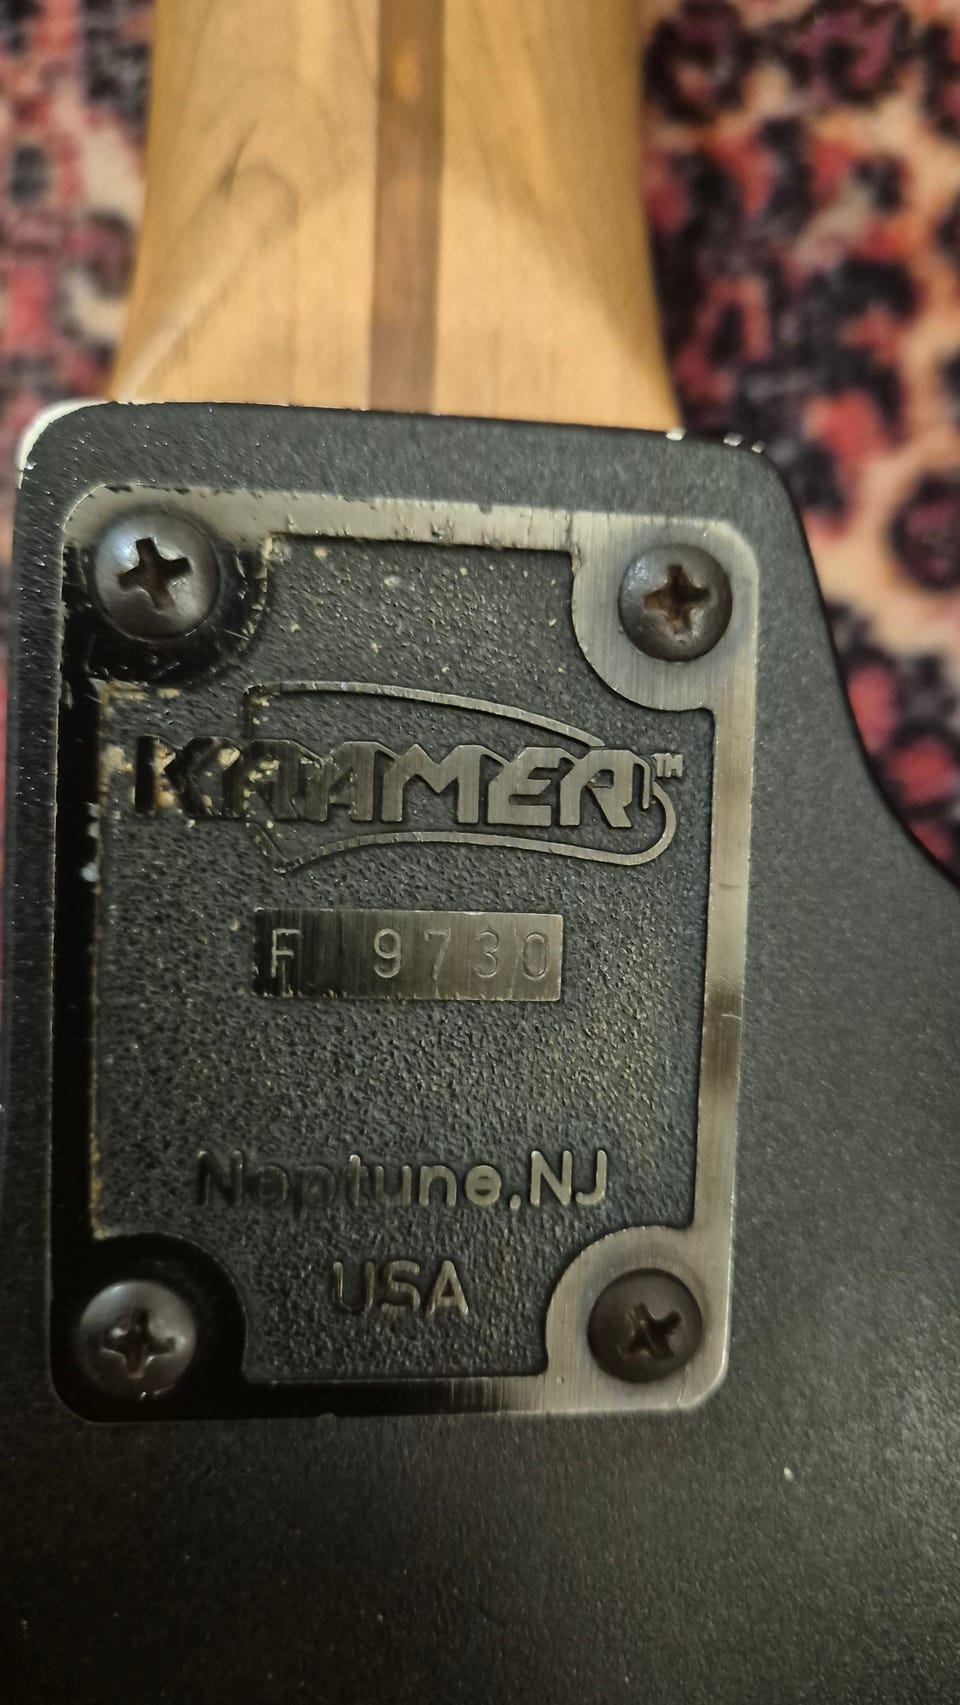 KRAMER™
F 9730
Neptune,NJ
USA